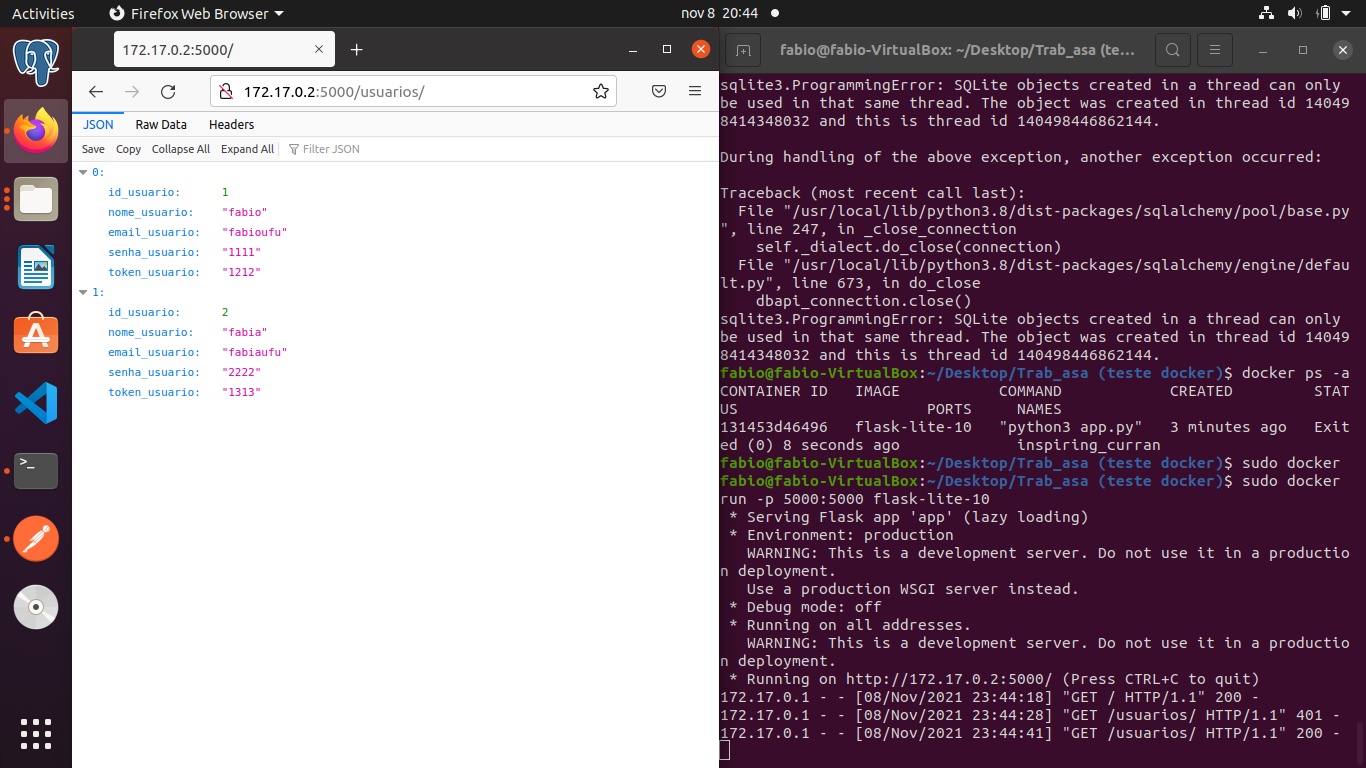 Activities
Firefox Web Browser
nov 8 20:44
172.17.0.2:5000/
172.17.0.2:5000/usuarios/
JSON
Raw Data
Headers
Save
Copy
Collapse All
Expand All
Filter JSON
0:
id_usuario: 1
nome_usuario: "fabio"
email_usuario: "fabioufu"
senha_usuario: "1111"
token_usuario: "1212"
1:
id_usuario: 2
nome_usuario: "fabia"
email_usuario: "fabiaufu"
senha_usuario: "2222"
token_usuario: "1313"
fabio@fabio-VirtualBox: ~/Desktop/Trab_asa (te...
sqlite3.ProgrammingError: SQLite objects created in a thread can only
be used in that same thread. The object was created in thread id 14049
8414348032 and this is thread id 140498446862144.
During handling of the above exception, another exception occurred:
Traceback (most recent call last):
File "/usr/local/lib/python3.8/dist-packages/sqlalchemy/pool/base.py
", line 247, in _close_connection
self._dialect.do_close(connection)
File "/usr/local/lib/python3.8/dist-packages/sqlalchemy/engine/defau
lt.py", line 673, in do_close
dbapi_connection.close()
sqlite3.ProgrammingError: SQLite objects created in a thread can only
be used in that same thread. The object was created in thread id 14049
8414348032 and this is thread id 140498446862144.
fabio@fabio-VirtualBox:~/Desktop/Trab_asa (teste docker)$ docker ps -a
CONTAINER ID   IMAGE           COMMAND            CREATED         STAT
US                     PORTS     NAMES
131453d46496   flask-lite-10   "python3 app.py"   3 minutes ago   Exit
ed (0) 8 seconds ago             inspiring_curran
fabio@fabio-VirtualBox:~/Desktop/Trab_asa (teste docker)$ sudo docker
fabio@fabio-VirtualBox:~/Desktop/Trab_asa (teste docker)$ sudo docker
run -p 5000:5000 flask-lite-10
* Serving Flask app 'app' (lazy loading)
* Environment: production
WARNING: This is a development server. Do not use it in a productio
n deployment.
Use a production WSGI server instead.
* Debug mode: off
* Running on all addresses.
WARNING: This is a development server. Do not use it in a productio
n deployment.
* Running on http://172.17.0.2:5000/ (Press CTRL+C to quit)
172.17.0.1 - - [08/Nov/2021 23:44:18] "GET / HTTP/1.1" 200 -
172.17.0.1 - - [08/Nov/2021 23:44:28] "GET /usuarios/ HTTP/1.1" 401 -
172.17.0.1 - - [08/Nov/2021 23:44:41] "GET /usuarios/ HTTP/1.1" 200 -